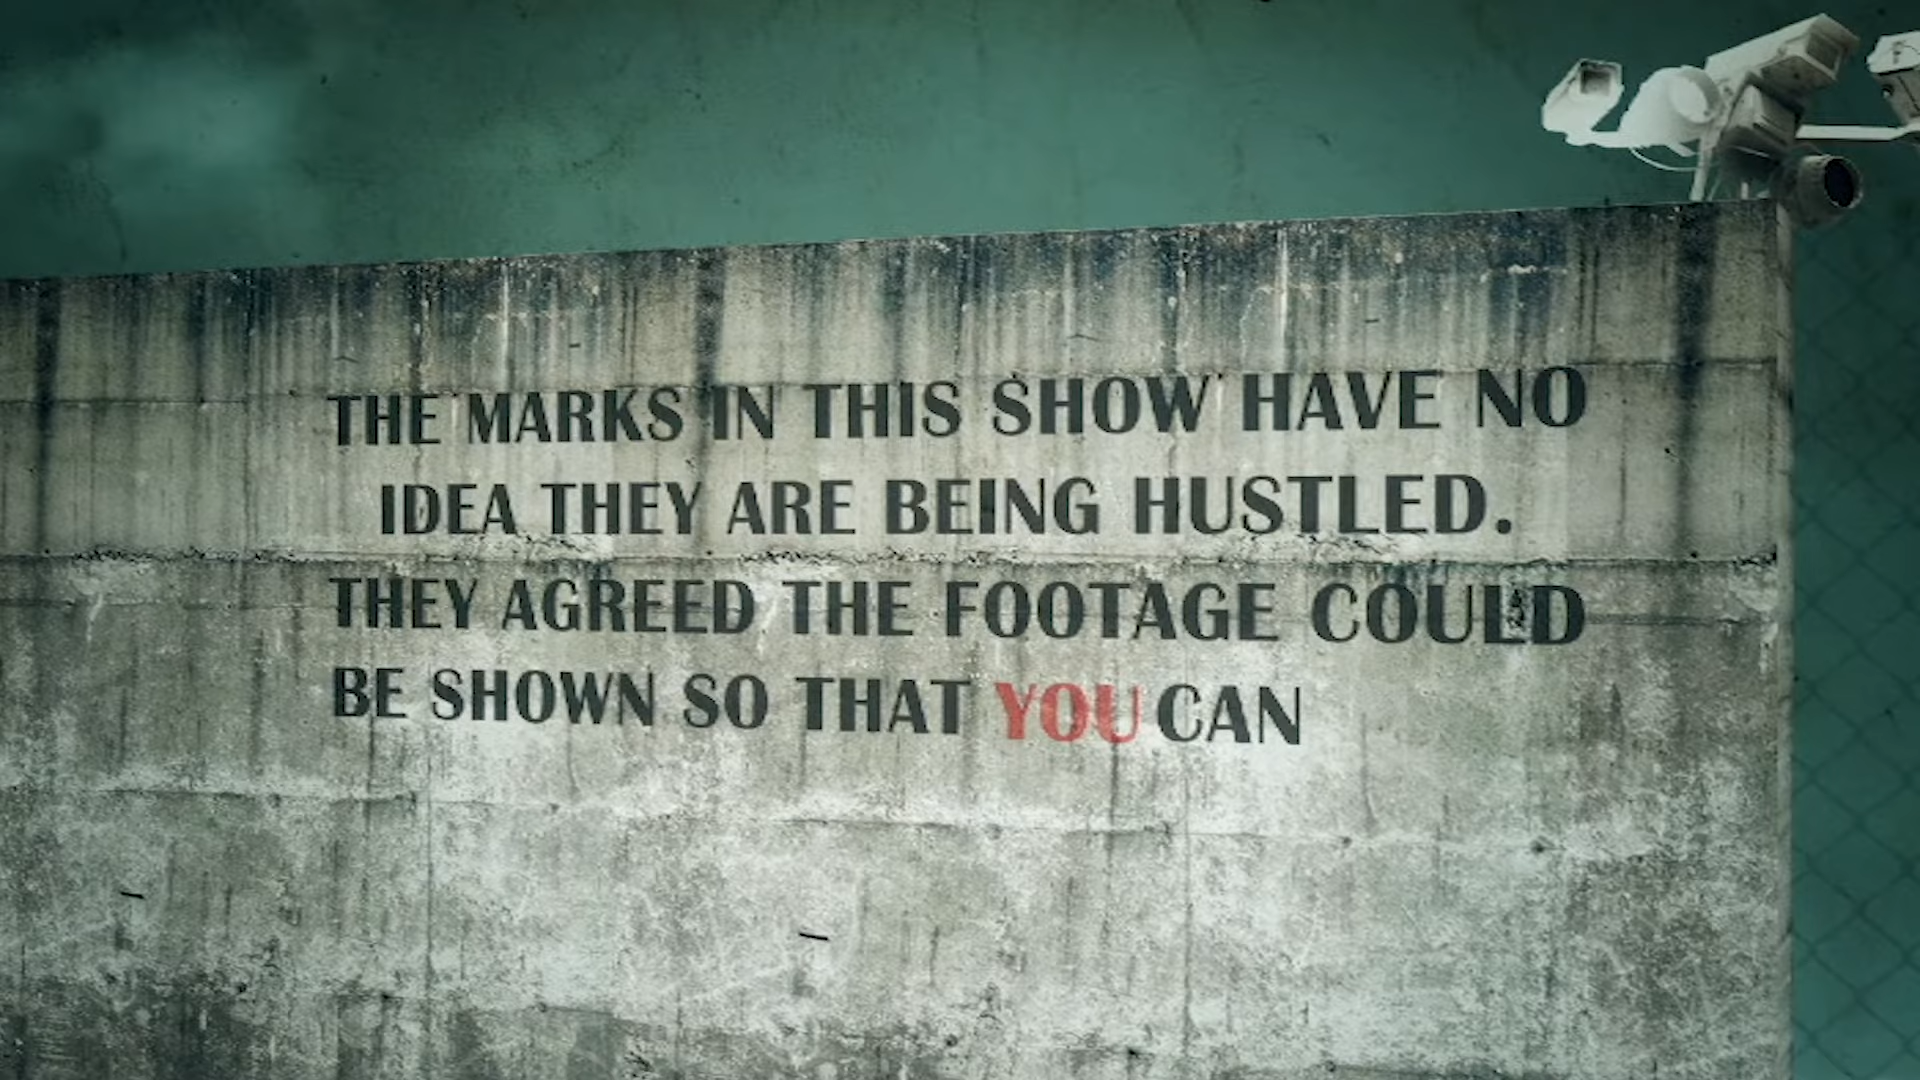 THE MARKS IN THIS SHOW HAVE NO
IDEA THEY ARE BEING HUSTLED.
THEY AGREED THE FOOTAGE COULD
BE SHOWN SO THAT YOU CAN